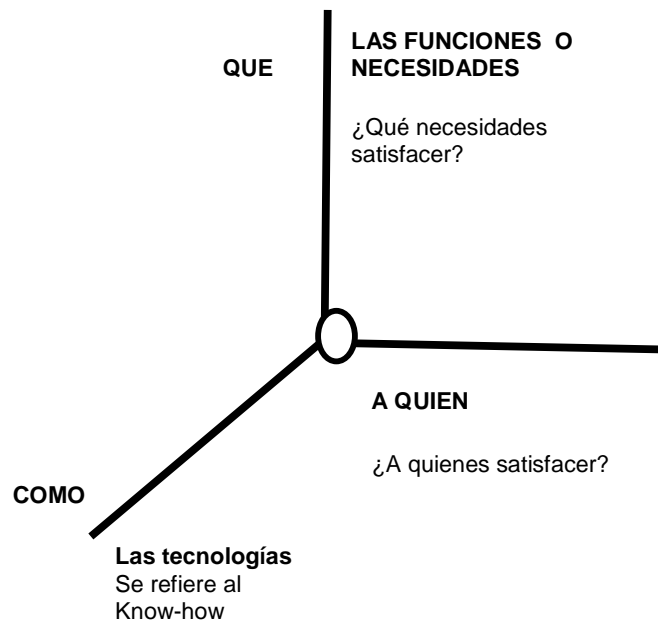 QUE
LAS FUNCIONES O
NECESIDADES
¿Qué necesidades
satisfacer?
A QUIEN
¿A quienes satisfacer?
COMO
Las tecnologías
Se refiere al
Know-how